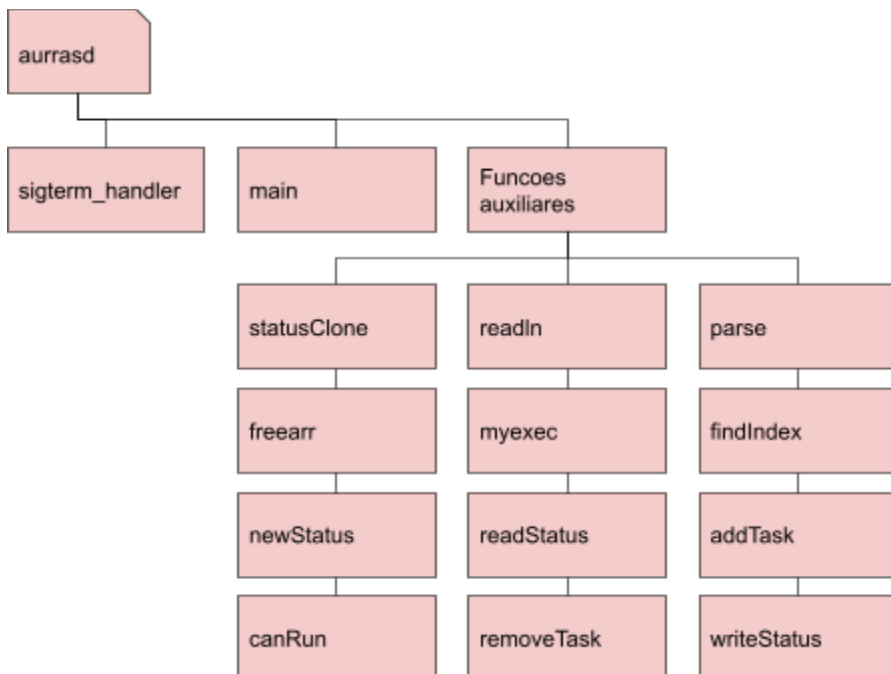 aurrasd
sigterm_handler
main
Funcoes
auxiliares
statusClone
readln
parse
freearr
myexec
findIndex
newStatus
readStatus
addTask
canRun
removeTask
writeStatus